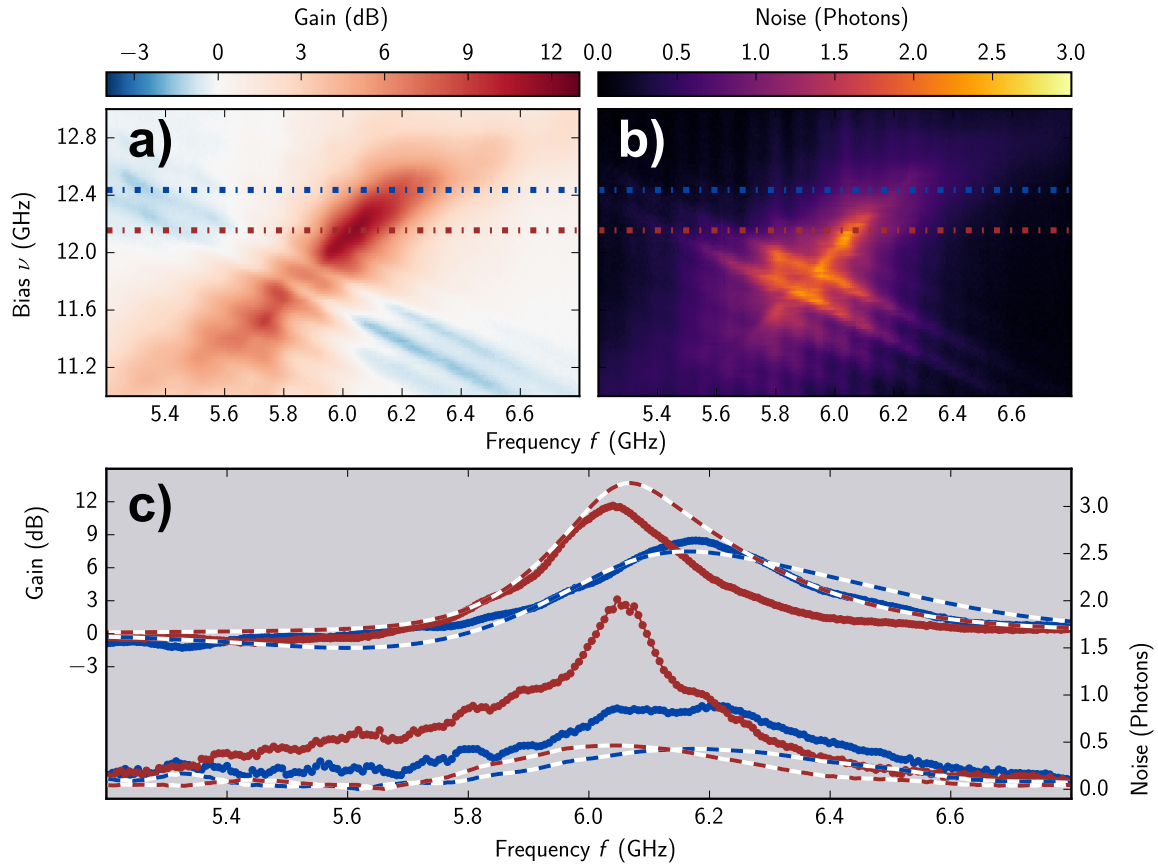 Gain (dB)
Noise (Photons)
−3 0 3 6 9 12
0.0 0.5 1.0 1.5 2.0 2.5 3.0
a)
b)
Bias ν (GHz)
12.8
12.4
12.0
11.6
11.2
5.4 5.6 5.8 6.0 6.2 6.4 6.6
5.4 5.6 5.8 6.0 6.2 6.4 6.6
Frequency f (GHz)
c)
Gain (dB)
12
9
6
3
0
−3
3.0
2.5
2.0
1.5
1.0
0.5
0.0
Noise (Photons)
5.4 5.6 5.8 6.0 6.2 6.4 6.6
Frequency f (GHz)